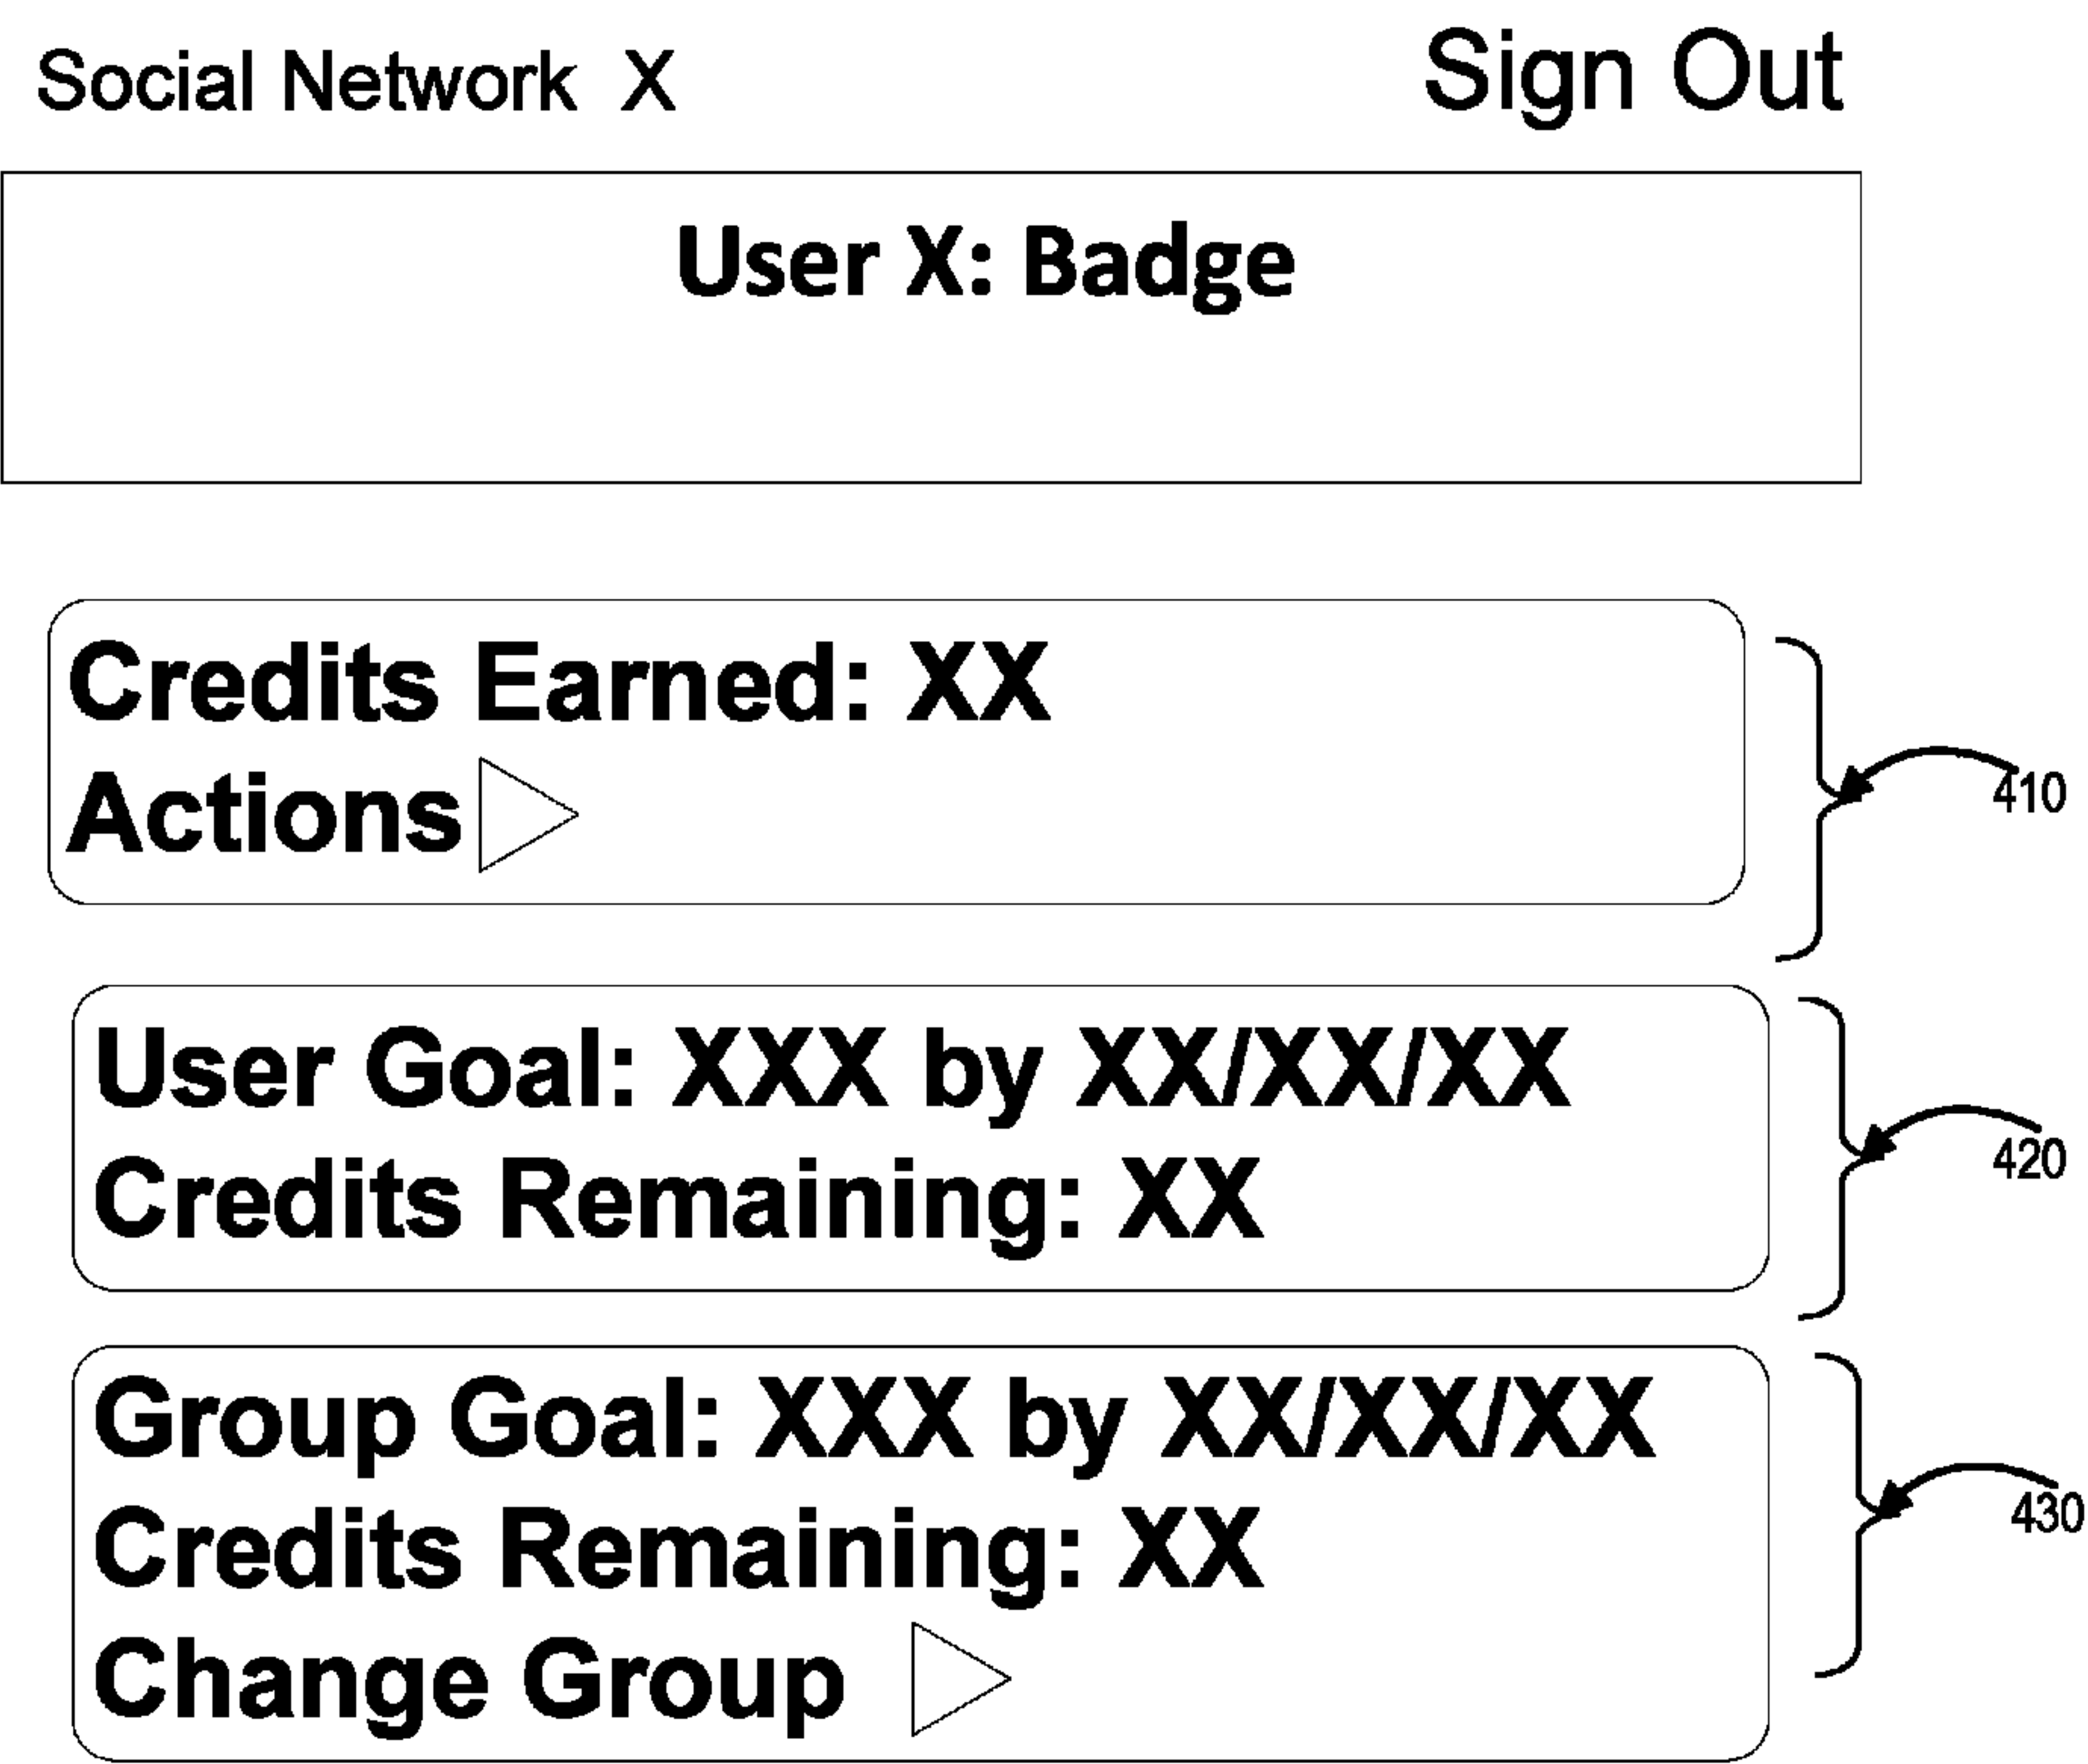 Social Network X Sign Out
User X: Badge
Credits Earned: XX
Actions
410
User Goal: XXX by XX/XX/XX
Credits Remaining: XX
420
Group Goal: XXX by XX/XX/XX
Credits Remaining: XX
Change Group
430